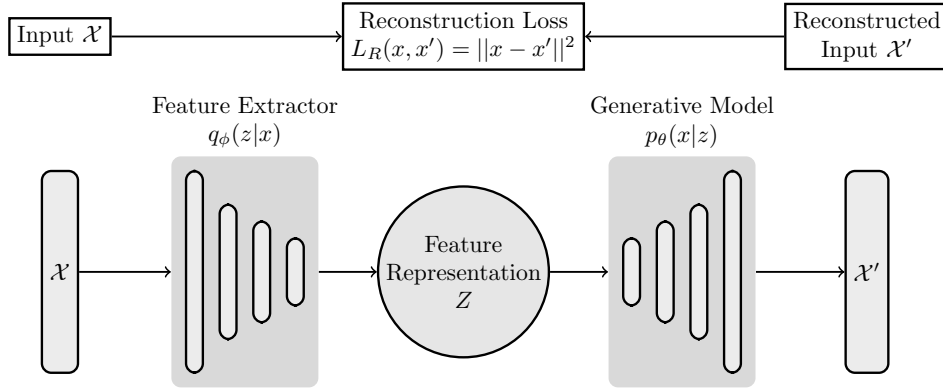 Input 𝒳
Reconstruction Loss
L_R(x, x′) = ||x − x′||²
Reconstructed
Input 𝒳′
Feature Extractor
q_ϕ(z|x)
Generative Model
p_θ(x|z)
𝒳
Feature
Representation
Z
𝒳′